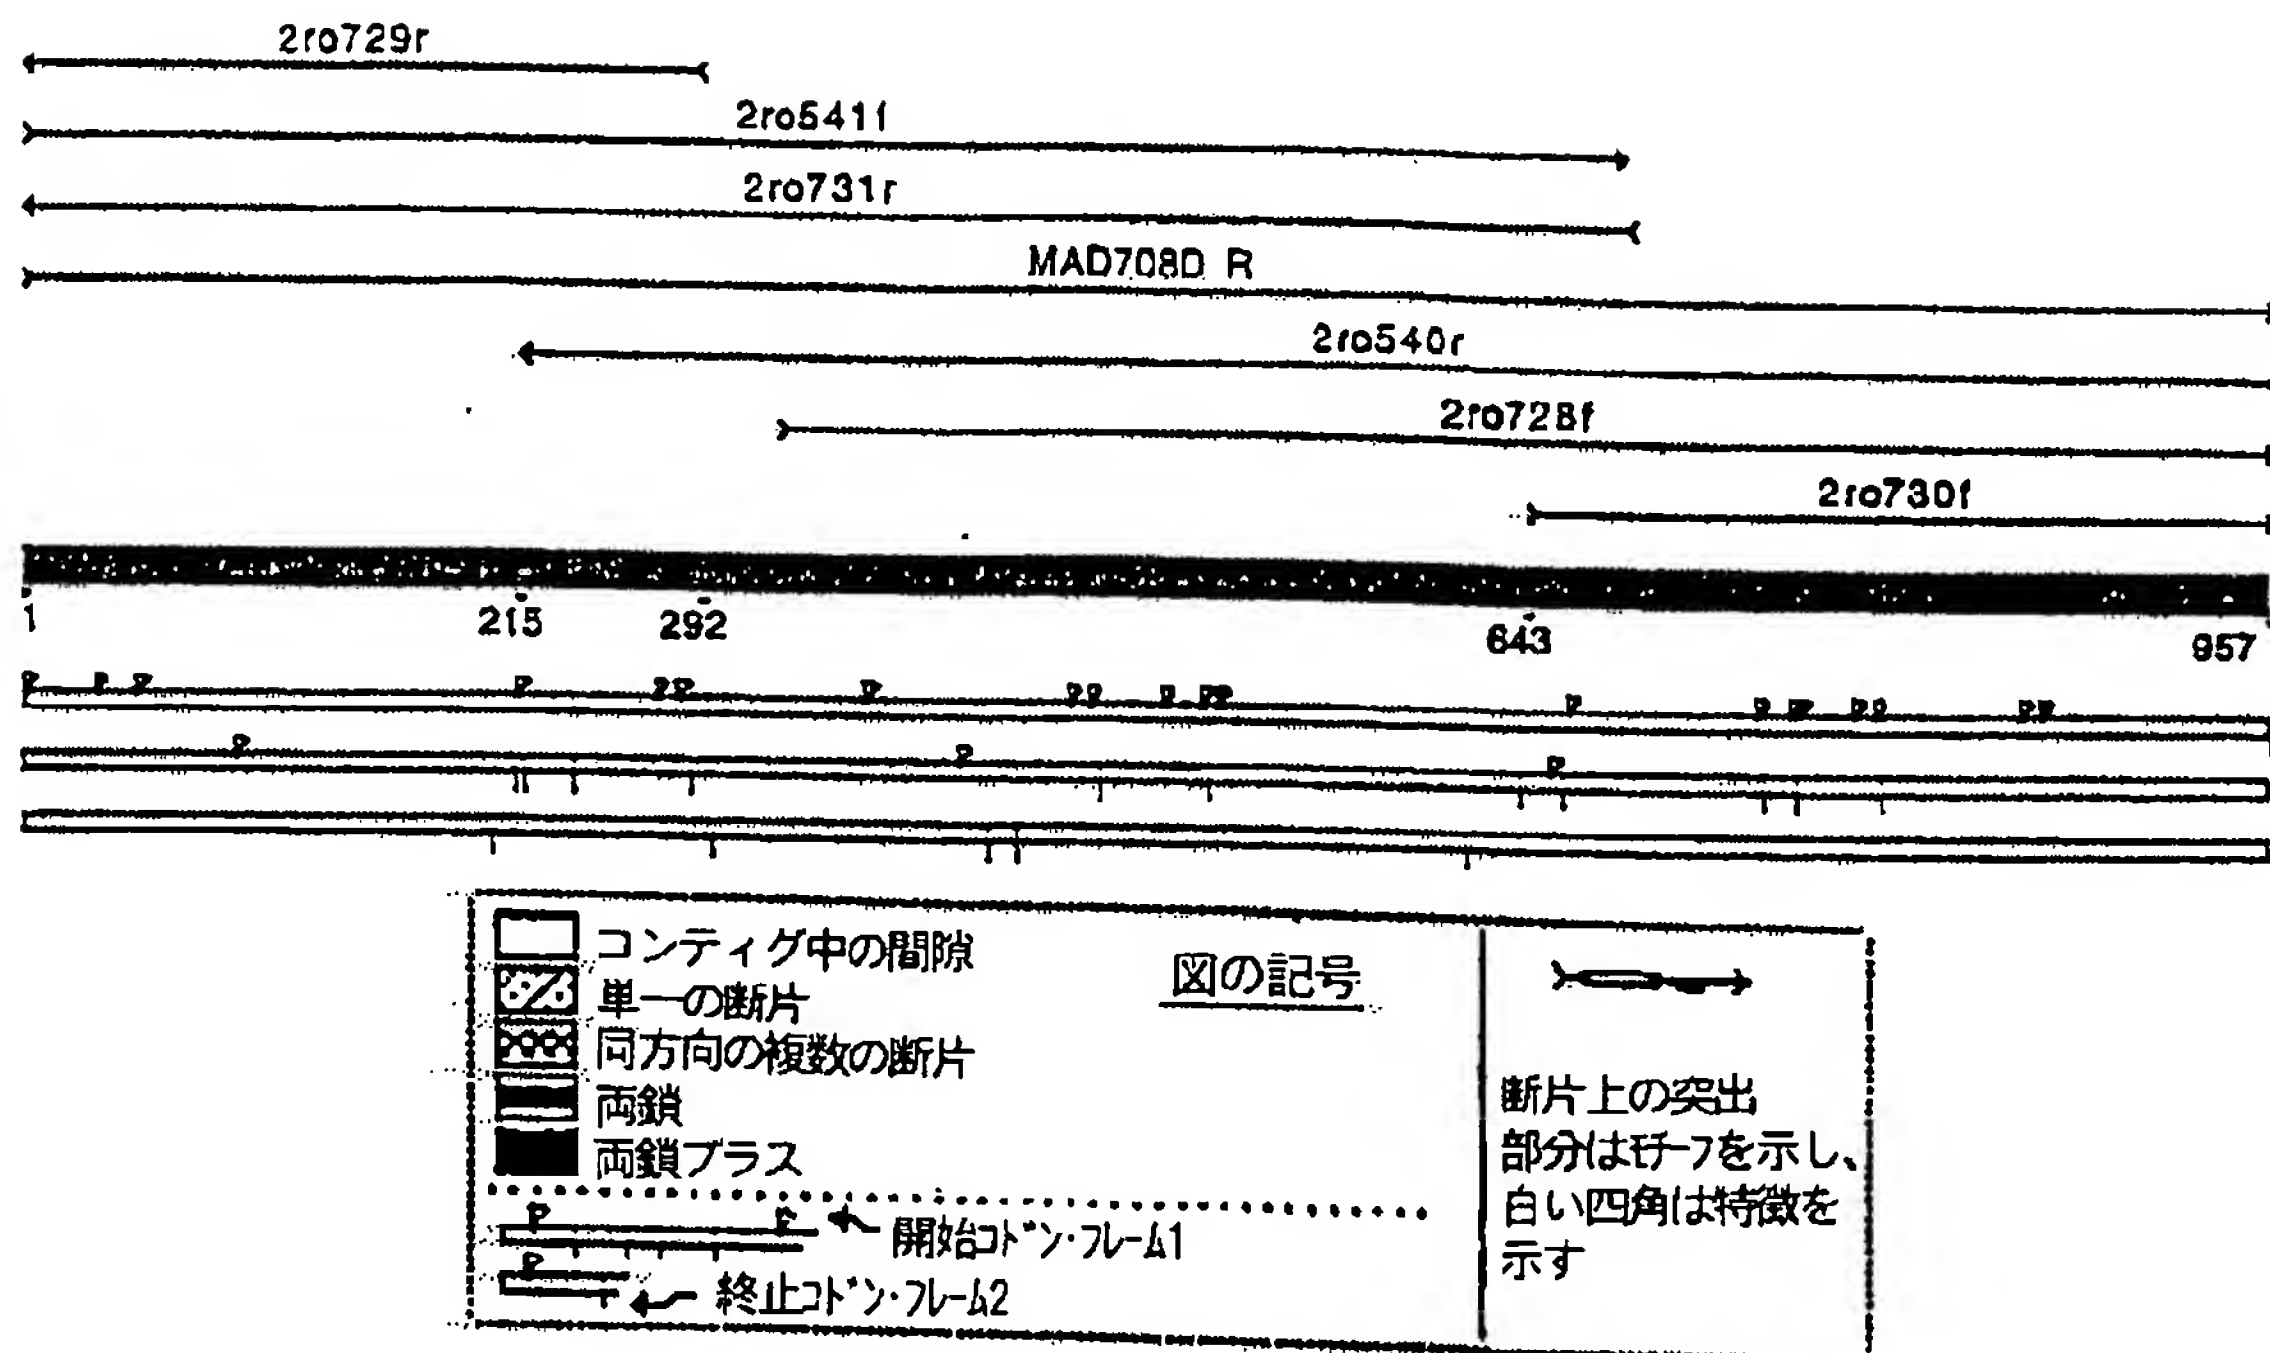 2ro729r
2ro541f
2ro731r
MAD708D R
2ro540r
2ro728f
2ro730f
1 215 292 643 957
コンティグ中の間隙
単一の断片
同方向の複数の断片
両鎖
両鎖プラス
図の記号
開始コドン・フレーム1
終止コドン・フレーム2
断片上の突出
部分はモチーフを示し、
白い四角は特徴を
示す